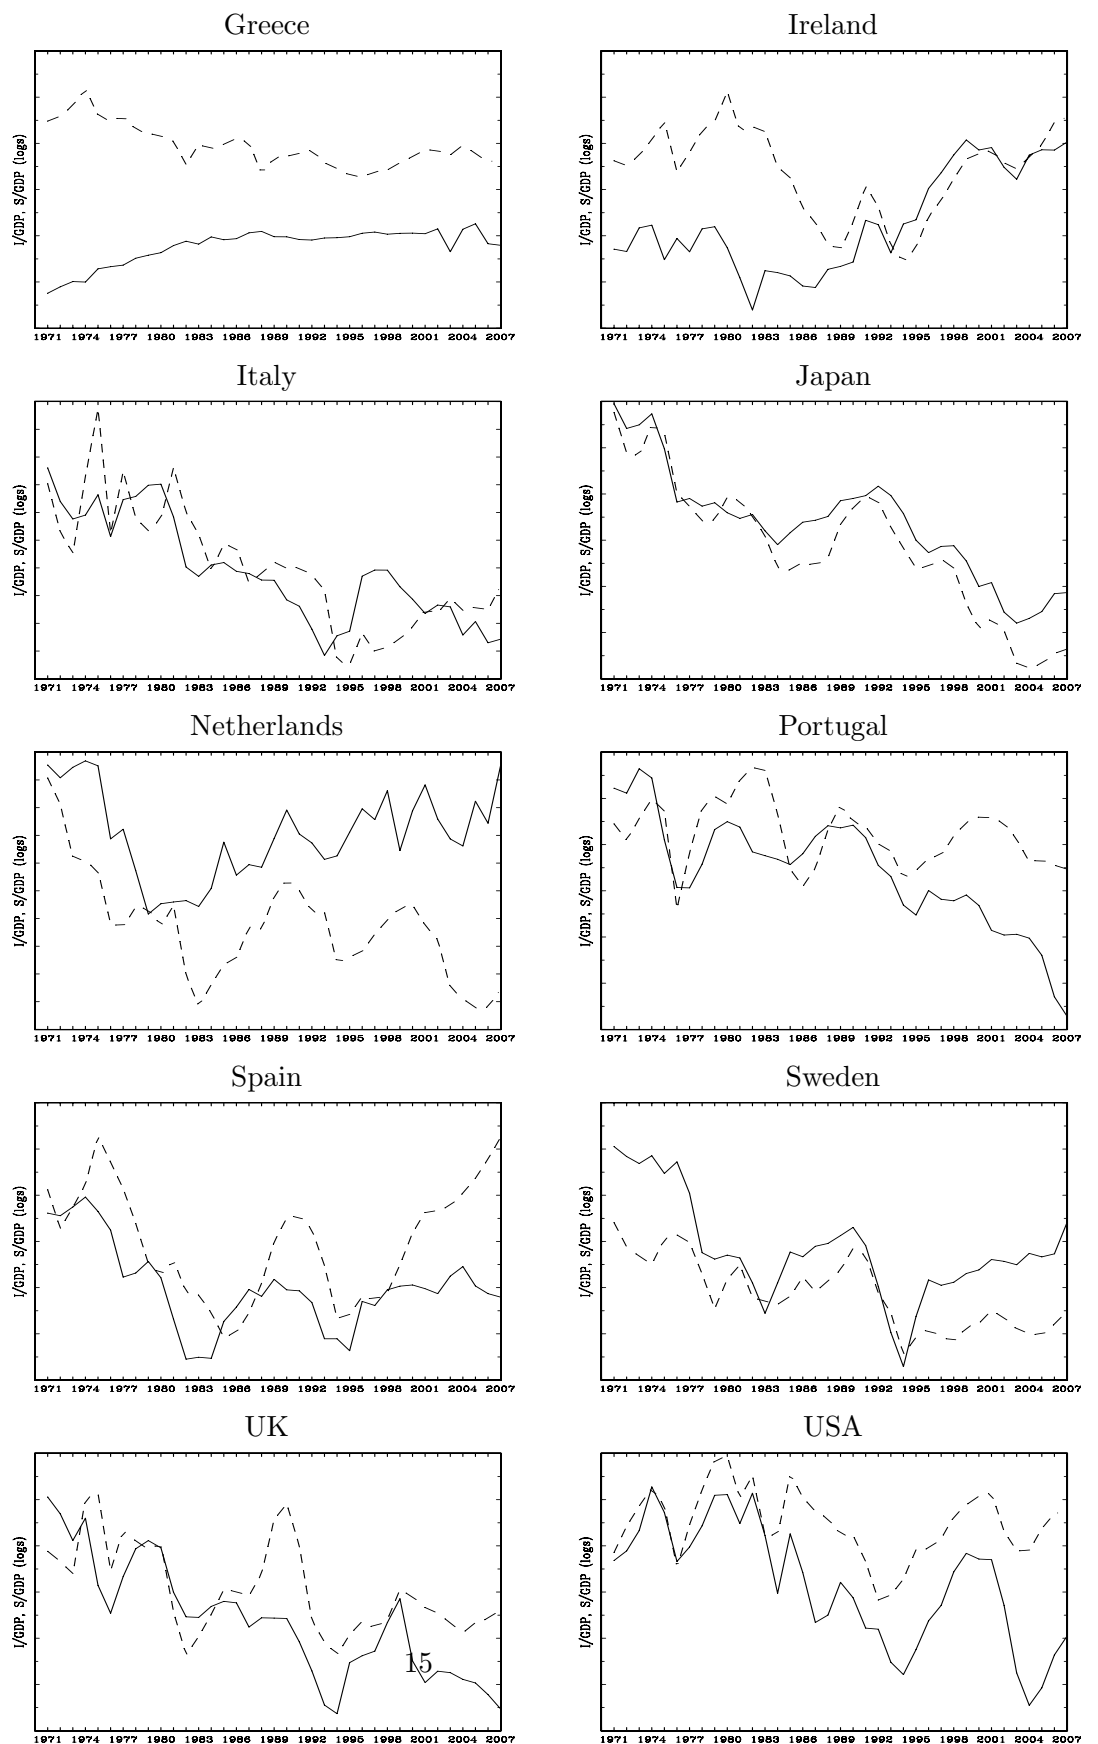 Greece
I/GDP, S/GDP (logs)
1971 1974 1977 1980 1983 1986 1989 1992 1995 1998 2001 2004 2007
Ireland
I/GDP, S/GDP (logs)
1971 1974 1977 1980 1983 1986 1989 1992 1995 1998 2001 2004 2007
Italy
I/GDP, S/GDP (logs)
1971 1974 1977 1980 1983 1986 1989 1992 1995 1998 2001 2004 2007
Japan
I/GDP, S/GDP (logs)
1971 1974 1977 1980 1983 1986 1989 1992 1995 1998 2001 2004 2007
Netherlands
I/GDP, S/GDP (logs)
1971 1974 1977 1980 1983 1986 1989 1992 1995 1998 2001 2004 2007
Portugal
I/GDP, S/GDP (logs)
1971 1974 1977 1980 1983 1986 1989 1992 1995 1998 2001 2004 2007
Spain
I/GDP, S/GDP (logs)
1971 1974 1977 1980 1983 1986 1989 1992 1995 1998 2001 2004 2007
Sweden
I/GDP, S/GDP (logs)
1971 1974 1977 1980 1983 1986 1989 1992 1995 1998 2001 2004 2007
UK
I/GDP, S/GDP (logs)
1971 1974 1977 1980 1983 1986 1989 1992 1995 1998 2001 2004 2007
USA
I/GDP, S/GDP (logs)
1971 1974 1977 1980 1983 1986 1989 1992 1995 1998 2001 2004 2007
15